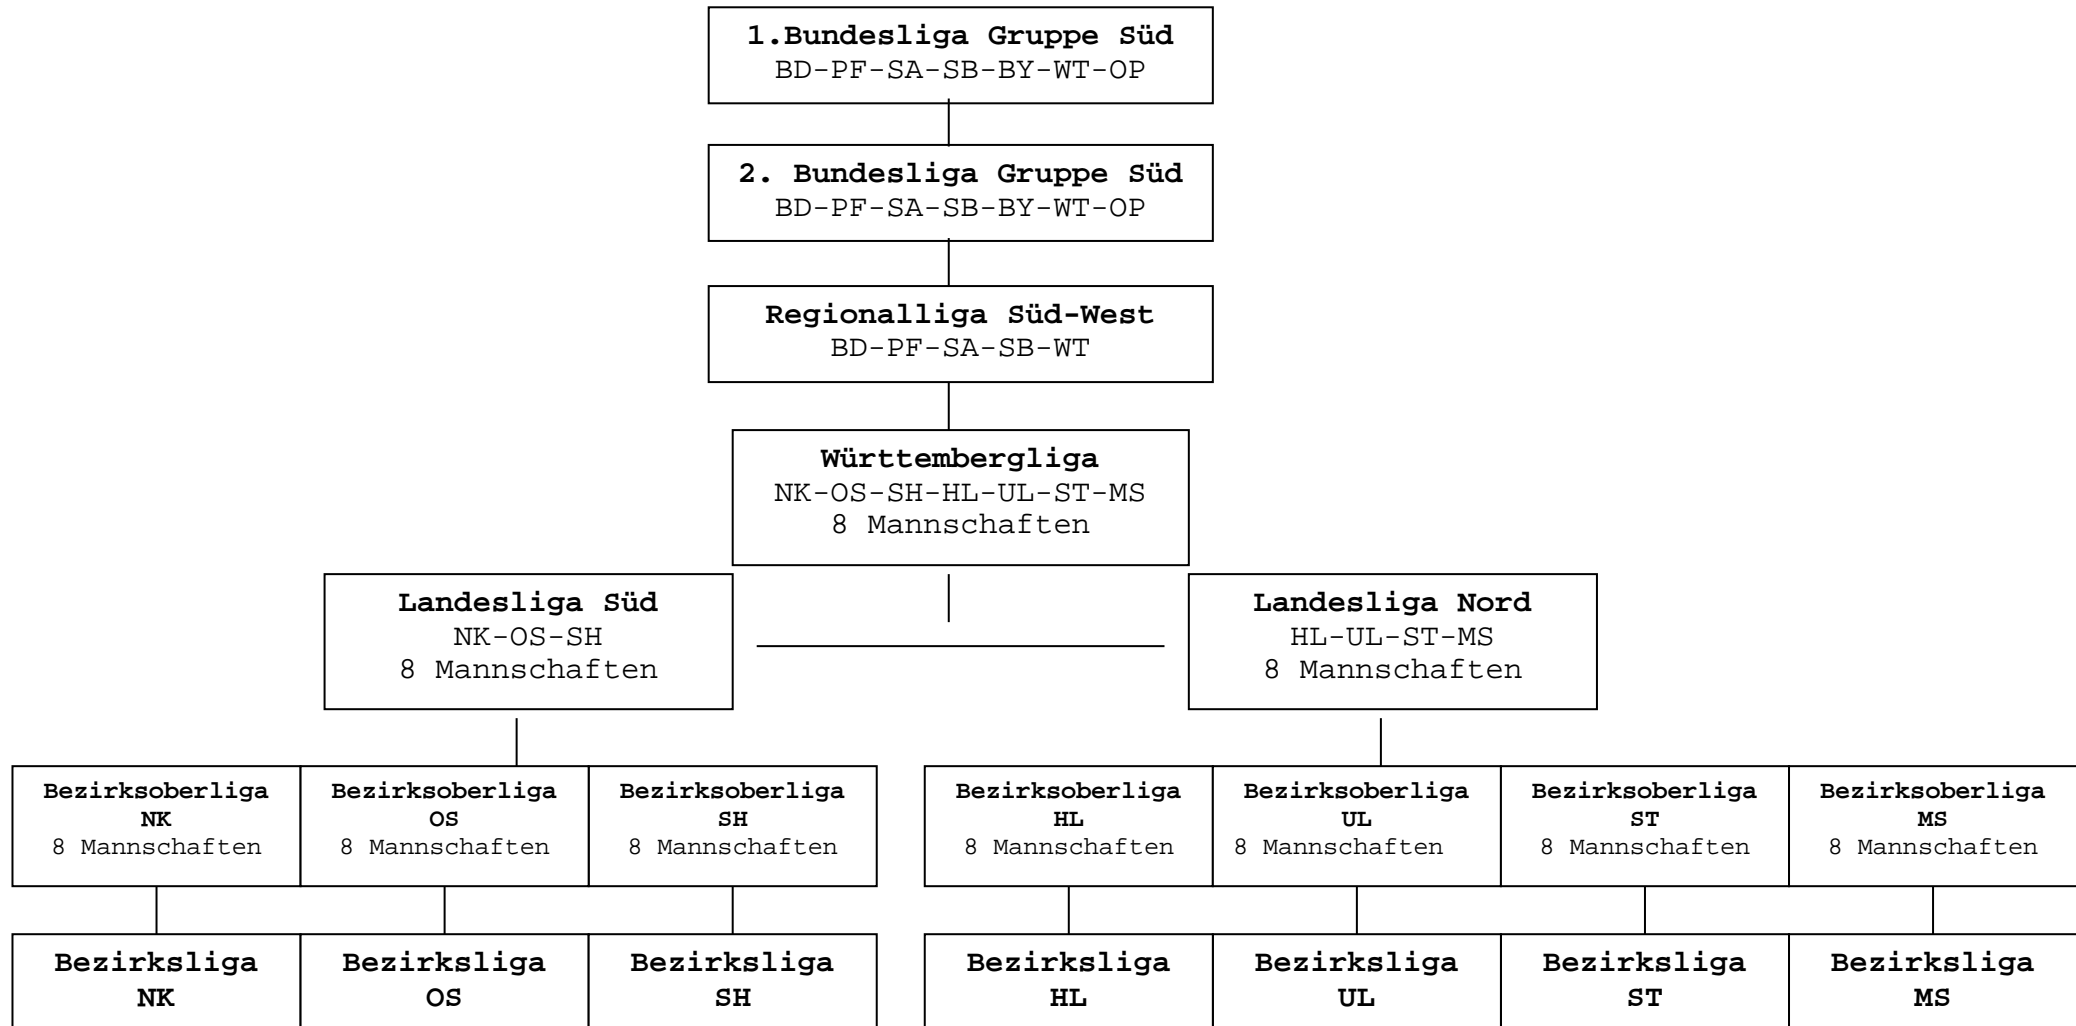 1.Bundesliga Gruppe Süd
BD-PF-SA-SB-BY-WT-OP
2. Bundesliga Gruppe Süd
BD-PF-SA-SB-BY-WT-OP
Regionalliga Süd-West
BD-PF-SA-SB-WT
Württembergliga
NK-OS-SH-HL-UL-ST-MS
8 Mannschaften
Landesliga Süd
NK-OS-SH
8 Mannschaften
Landesliga Nord
HL-UL-ST-MS
8 Mannschaften
Bezirksoberliga
NK
8 Mannschaften
Bezirksoberliga
OS
8 Mannschaften
Bezirksoberliga
SH
8 Mannschaften
Bezirksoberliga
HL
8 Mannschaften
Bezirksoberliga
UL
8 Mannschaften
Bezirksoberliga
ST
8 Mannschaften
Bezirksoberliga
MS
8 Mannschaften
Bezirksliga
NK
Bezirksliga
OS
Bezirksliga
SH
Bezirksliga
HL
Bezirksliga
UL
Bezirksliga
ST
Bezirksliga
MS